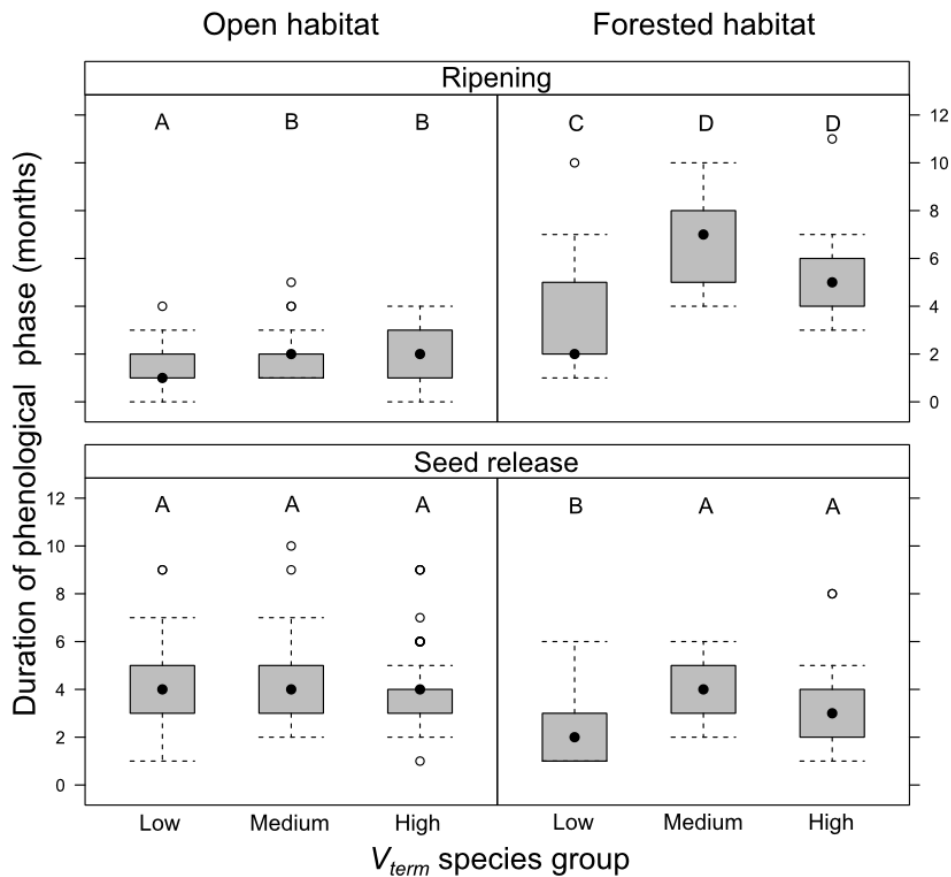 Open habitat Forested habitat
Ripening
A B B C D D
12
10
8
6
4
2
0
Seed release
A A A B A A
12
10
8
6
4
2
0
Low Medium High Low Medium High
V_term species group
Duration of phenological phase (months)